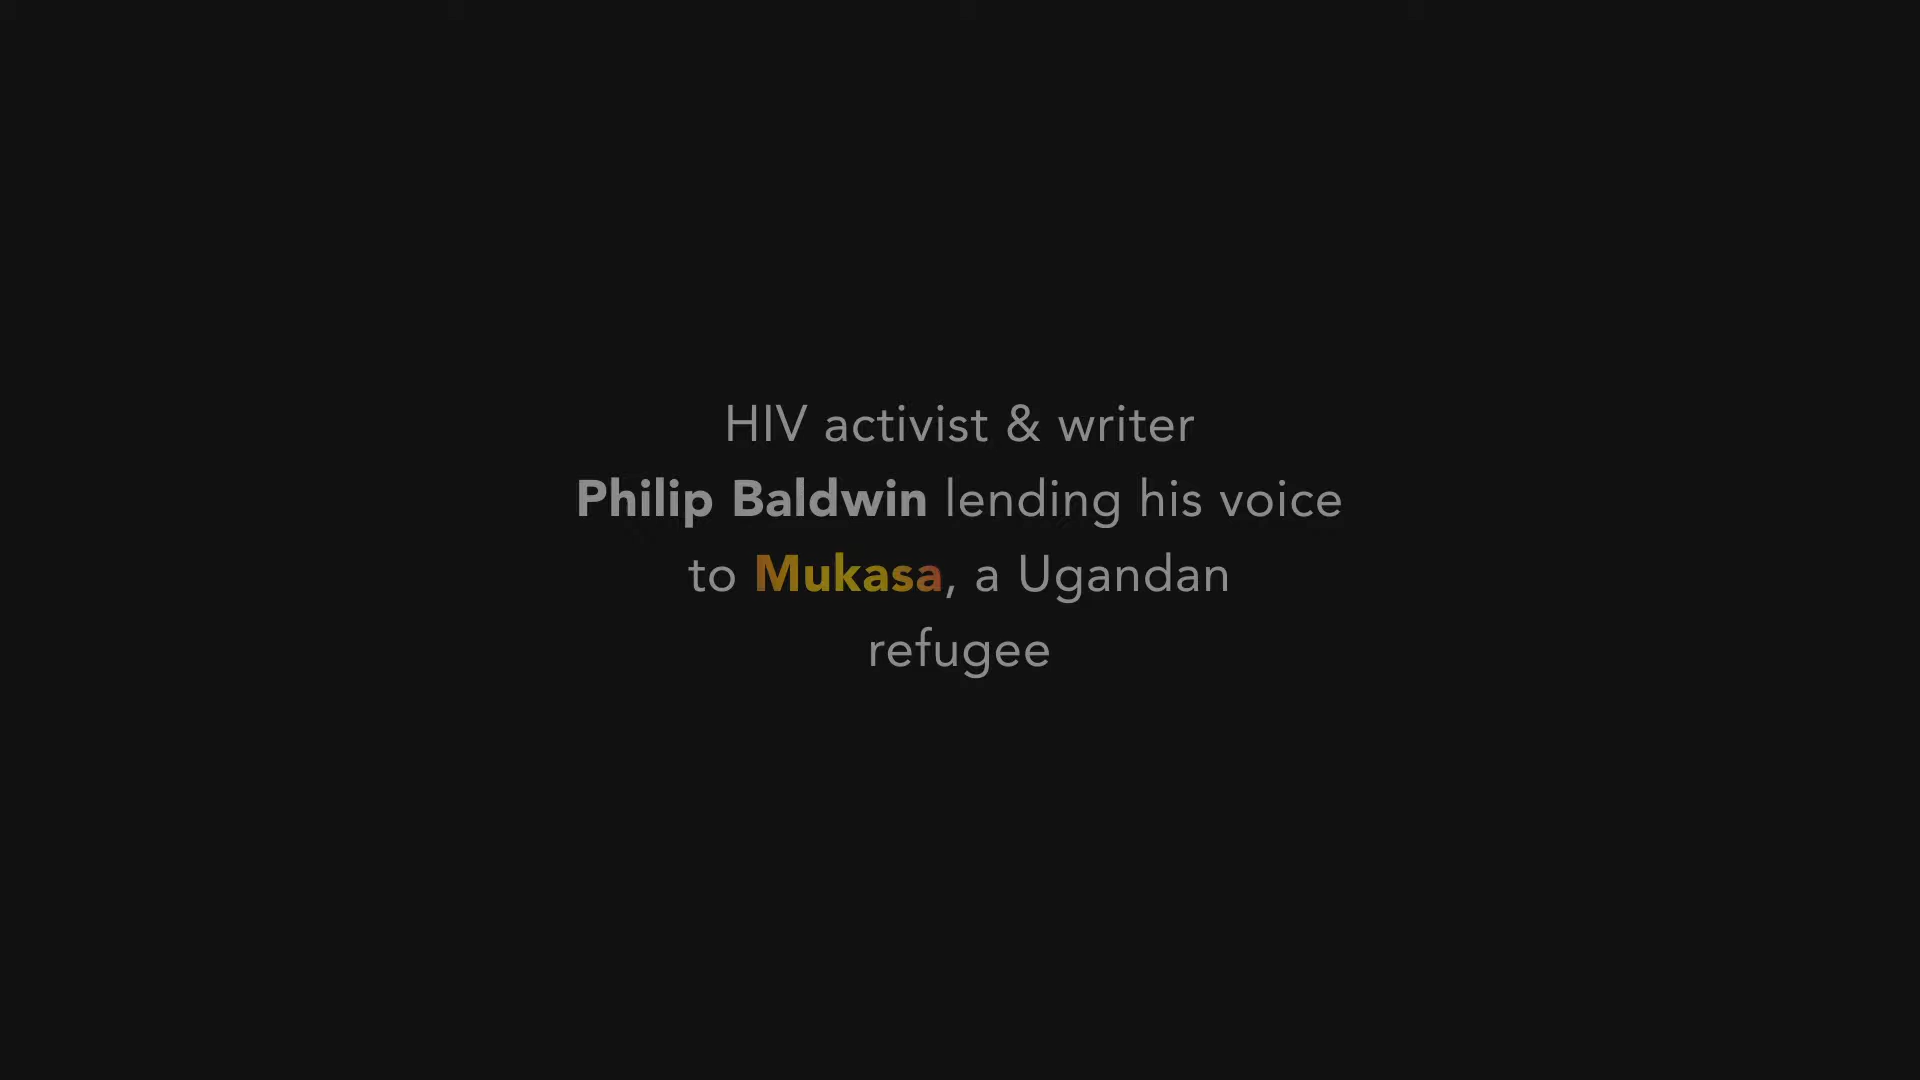 HIV activist & writer
Philip Baldwin lending his voice
to Mukasa, a Ugandan
refugee